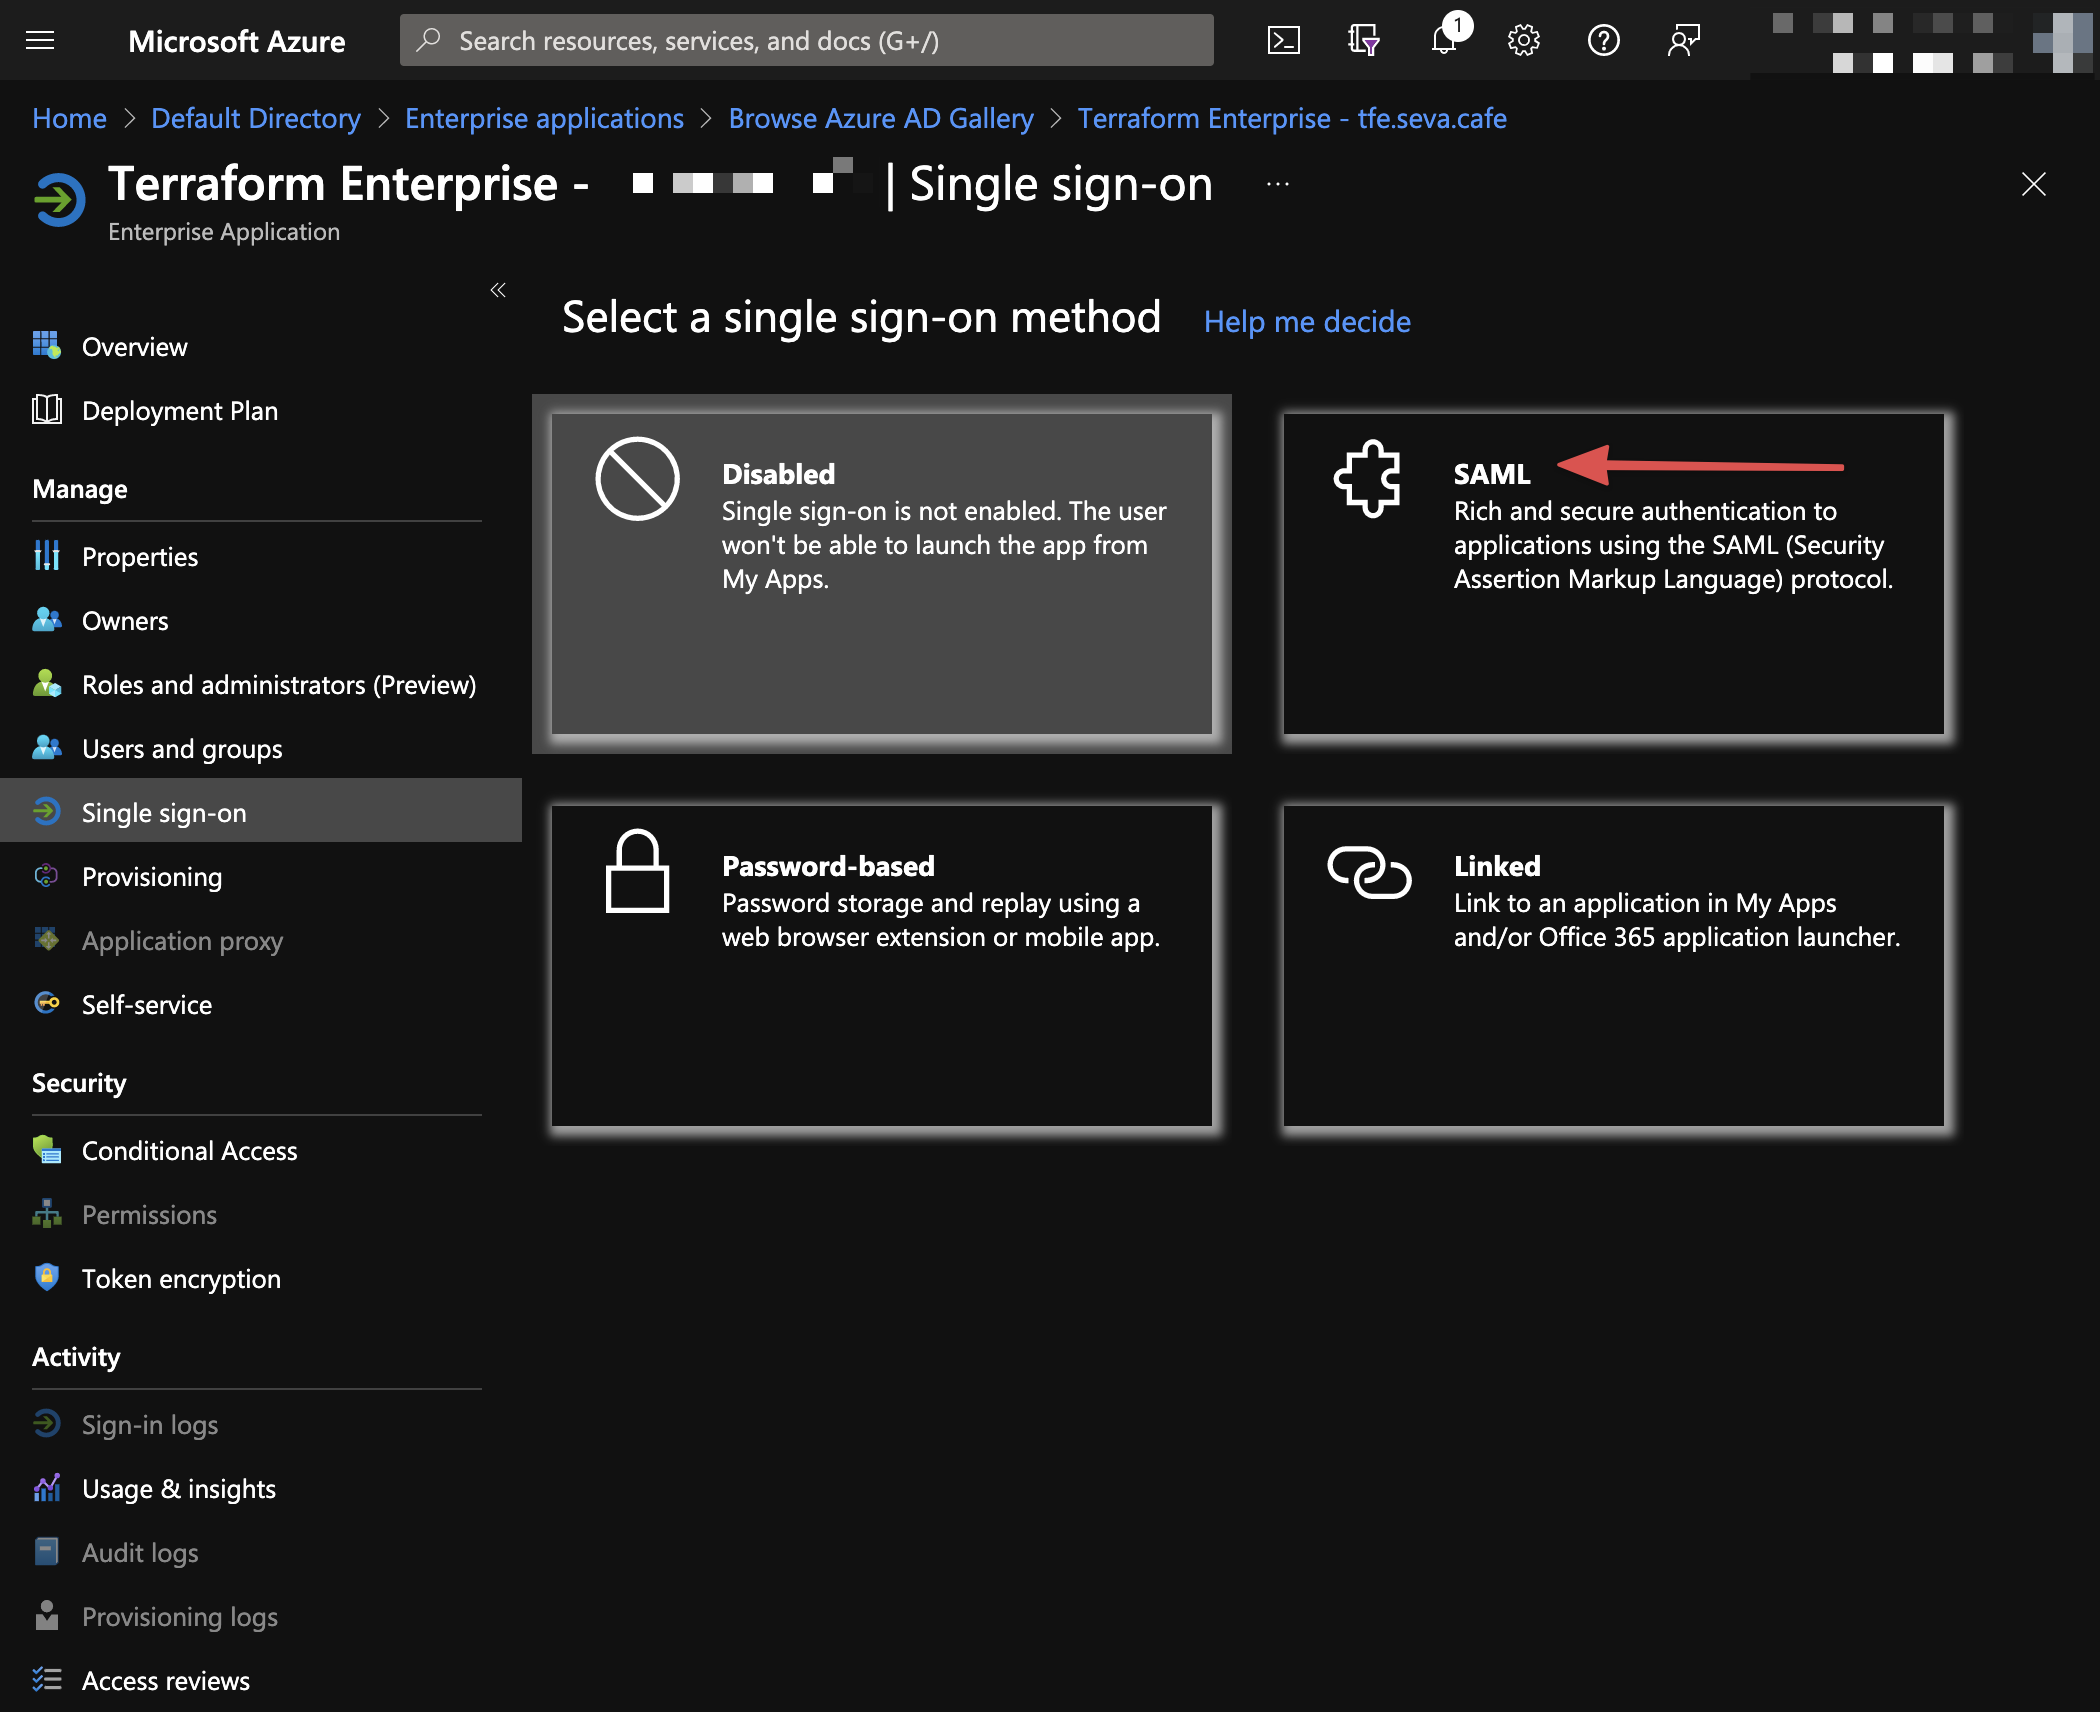 Microsoft Azure
Search resources, services, and docs (G+/)
1
Home > Default Directory > Enterprise applications > Browse Azure AD Gallery > Terraform Enterprise - tfe.seva.cafe
Terraform Enterprise - | Single sign-on ...
Enterprise Application
Overview
Deployment Plan
Manage
Properties
Owners
Roles and administrators (Preview)
Users and groups
Single sign-on
Provisioning
Application proxy
Self-service
Security
Conditional Access
Permissions
Token encryption
Activity
Sign-in logs
Usage & insights
Audit logs
Provisioning logs
Access reviews
Select a single sign-on method Help me decide
Disabled
Single sign-on is not enabled. The user
won't be able to launch the app from
My Apps.
SAML
Rich and secure authentication to
applications using the SAML (Security
Assertion Markup Language) protocol.
Password-based
Password storage and replay using a
web browser extension or mobile app.
Linked
Link to an application in My Apps
and/or Office 365 application launcher.